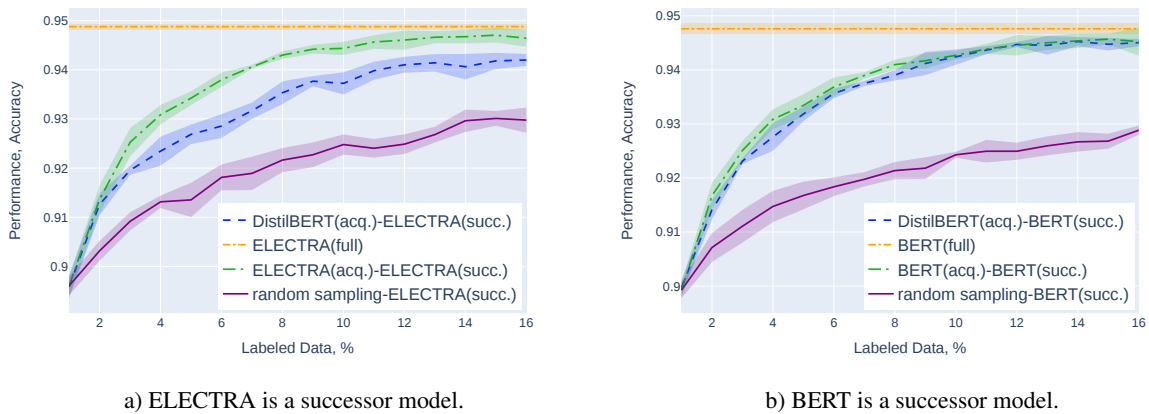 Performance, Accuracy
0.95
0.94
0.93
0.92
0.91
0.9
DistilBERT(acq.)-ELECTRA(succ.)
ELECTRA(full)
ELECTRA(acq.)-ELECTRA(succ.)
random sampling-ELECTRA(succ.)
2 4 6 8 10 12 14 16
Labeled Data, %
a) ELECTRA is a successor model.
Performance, Accuracy
0.95
0.94
0.93
0.92
0.91
0.9
DistilBERT(acq.)-BERT(succ.)
BERT(full)
BERT(acq.)-BERT(succ.)
random sampling-BERT(succ.)
2 4 6 8 10 12 14 16
Labeled Data, %
b) BERT is a successor model.